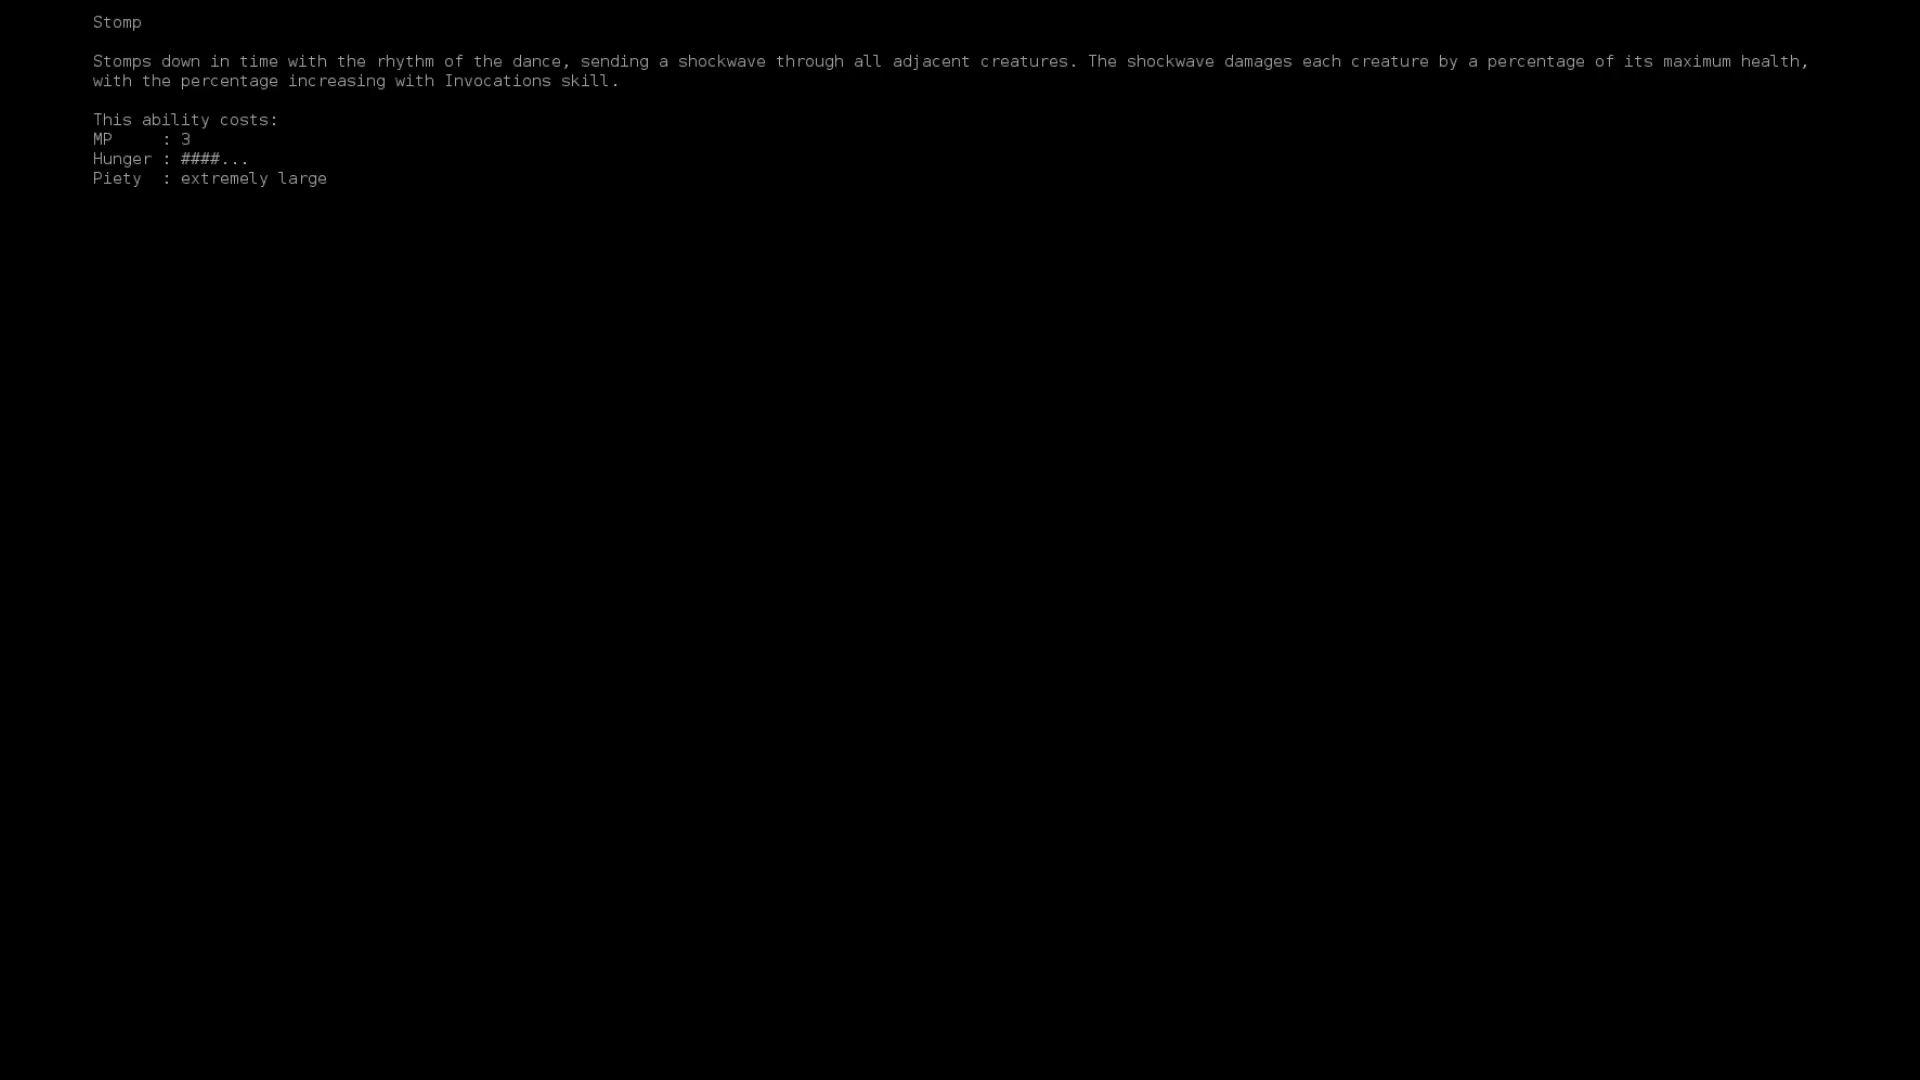 Stomp
Stomps down in time with the rhythm of the dance, sending a shockwave through all adjacent creatures. The shockwave damages each creature by a percentage of its maximum health,
with the percentage increasing with Invocations skill.
This ability costs:
MP     : 3
Hunger : ####...
Piety  : extremely large